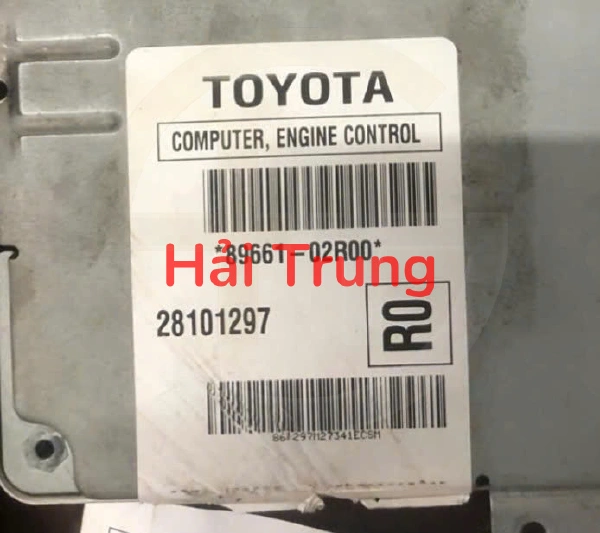 TOYOTA
COMPUTER, ENGINE CONTROL
*89661-02R00*
Hải Trung
28101297
R0